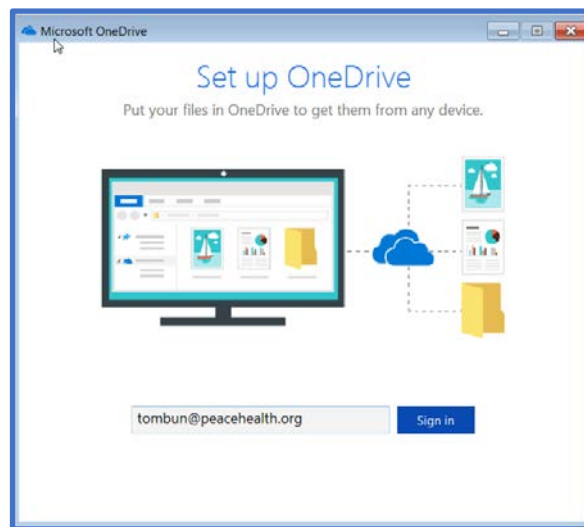 Microsoft OneDrive
Set up OneDrive
Put your files in OneDrive to get them from any device.
tombun@peacehealth.org
Sign in